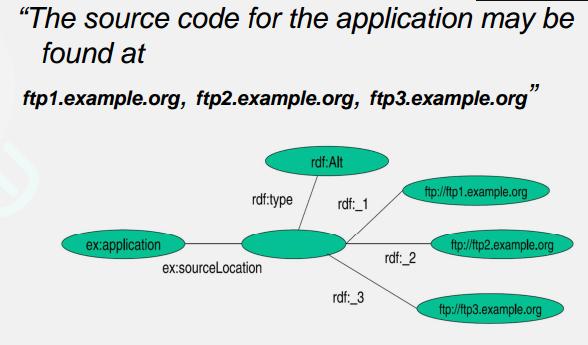 “The source code for the application may be
found at
ftp1.example.org, ftp2.example.org, ftp3.example.org”
rdf:Alt
rdf:type
rdf:_1
ftp://ftp1.example.org
ex:application
ftp://ftp2.example.org
rdf:_2
ex:sourceLocation
rdf:_3
ftp://ftp3.example.org